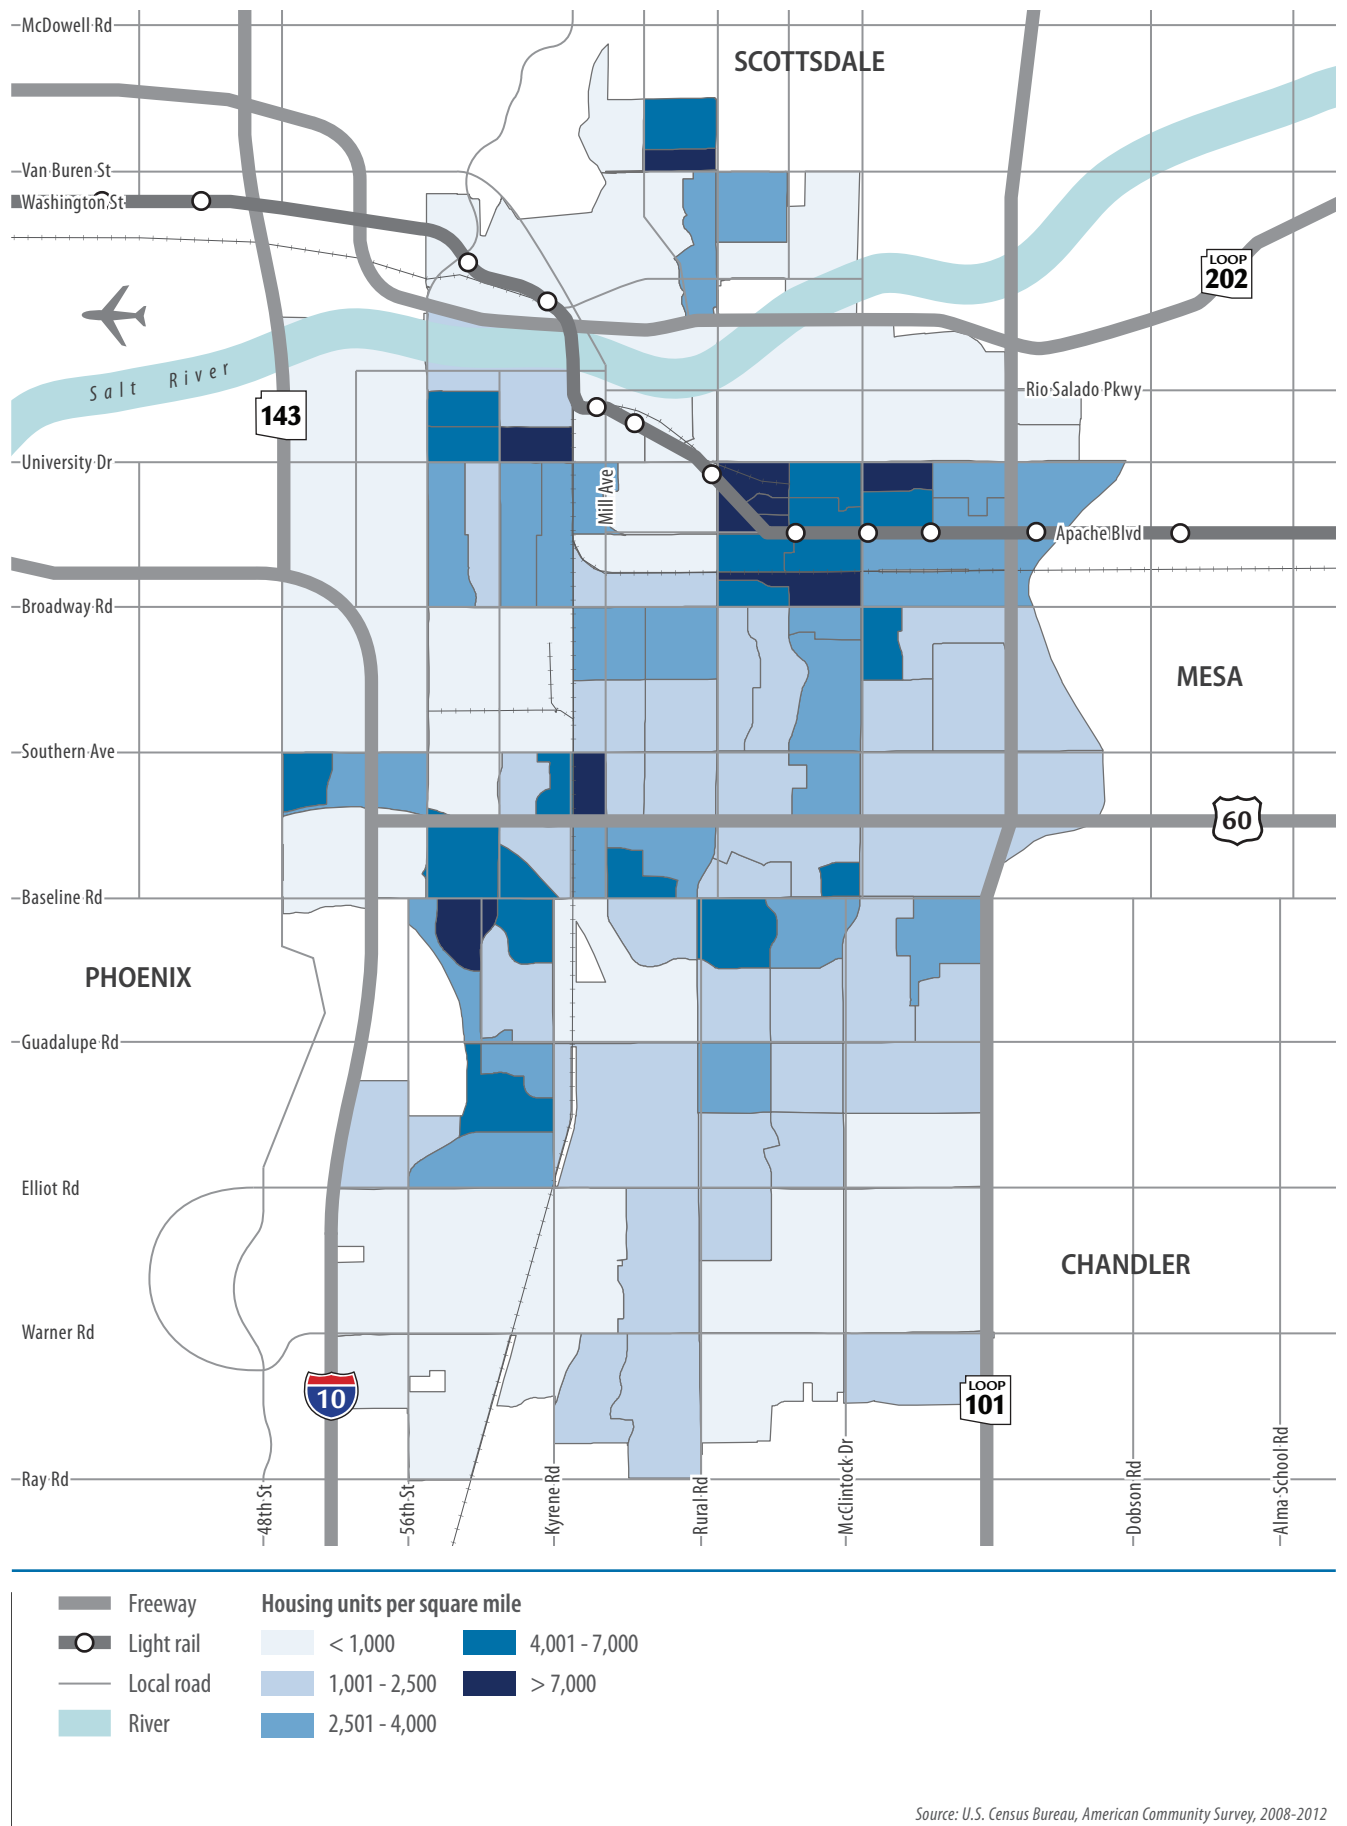 McDowell Rd
SCOTTSDALE
Van Buren St
Washington St
LOOP
202
Salt River
Rio Salado Pkwy
143
University Dr
Mill Ave
Apache Blvd
Broadway Rd
MESA
Southern Ave
60
Baseline Rd
PHOENIX
Guadalupe Rd
Elliot Rd
CHANDLER
Warner Rd
10
LOOP
101
Ray Rd
48th St
56th St
Kyrene Rd
Rural Rd
McClintock Dr
Dobson Rd
Alma School Rd
Freeway
Light rail
Local road
River
Housing units per square mile
< 1,000
1,001 - 2,500
2,501 - 4,000
4,001 - 7,000
> 7,000
Source: U.S. Census Bureau, American Community Survey, 2008-2012